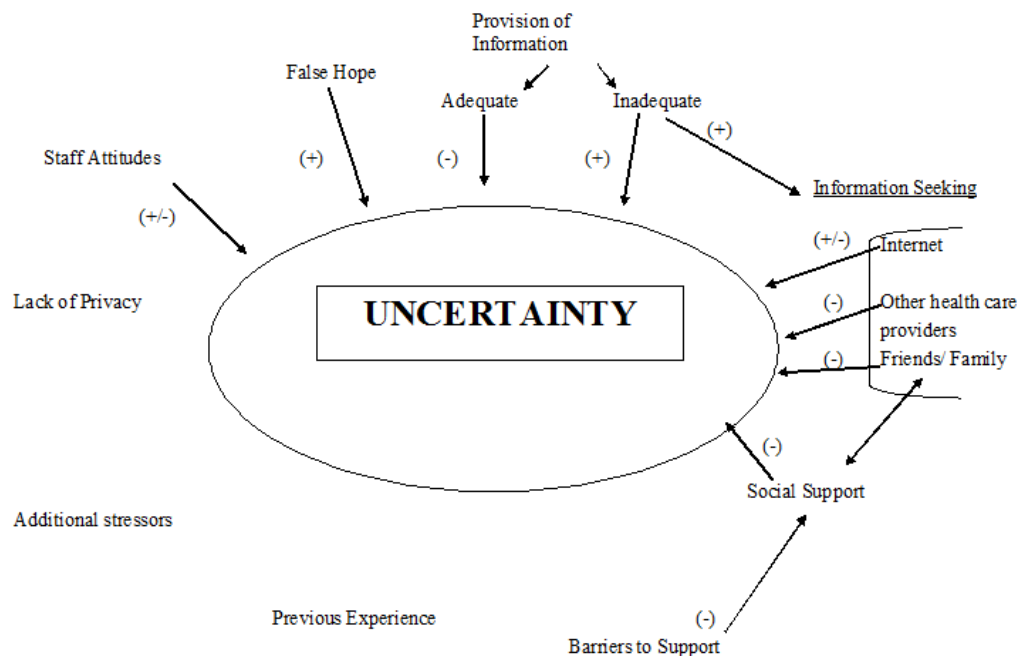 Provision of
Information
False Hope
Adequate
Inadequate
(+)
Staff Attitudes
(+)
(-)
(+)
Information Seeking
(+/-)
(+/-)
Internet
Lack of Privacy
UNCERTAINTY
(-)
Other health care
providers
(-)
Friends/ Family
(-)
Social Support
Additional stressors
Previous Experience
(-)
Barriers to Support